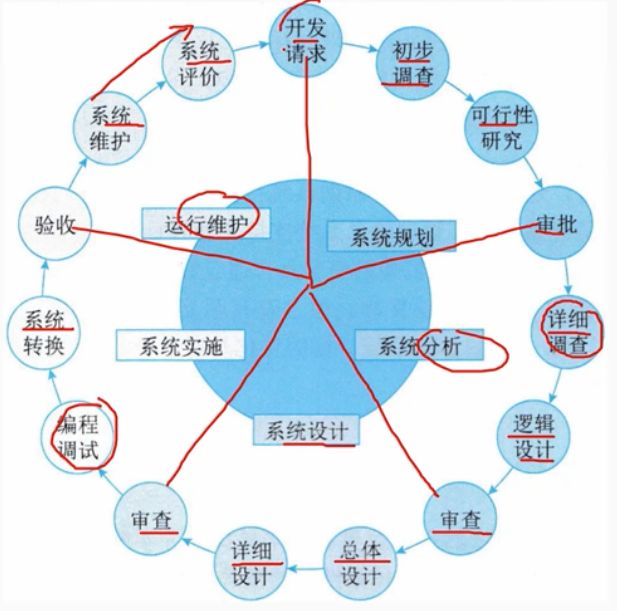 开发
请求
初步
调查
可行性
研究
审批
详细
调查
逻辑
设计
审查
总体
设计
详细
设计
审查
编程
调试
系统
转换
验收
系统
维护
系统
评价
运行维护
系统规划
系统实施
系统分析
系统设计